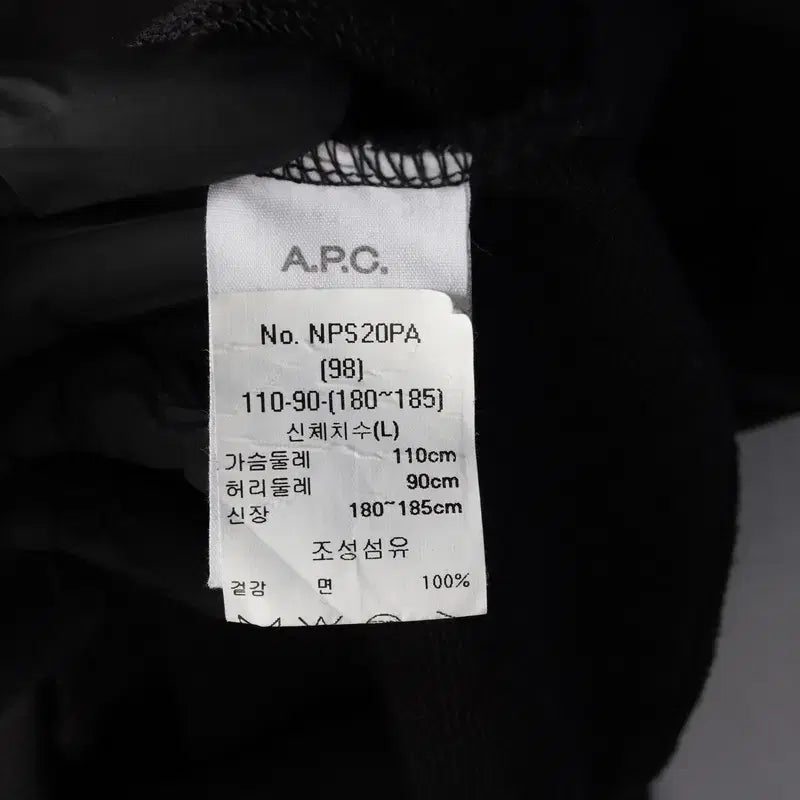 A.P.C.
No. NPS20PA
(98)
110-90-(180~185)
신체치수(L)
가슴둘레 110cm
허리둘레 90cm
신장 180~185cm
조성섬유
겉감 면 100%